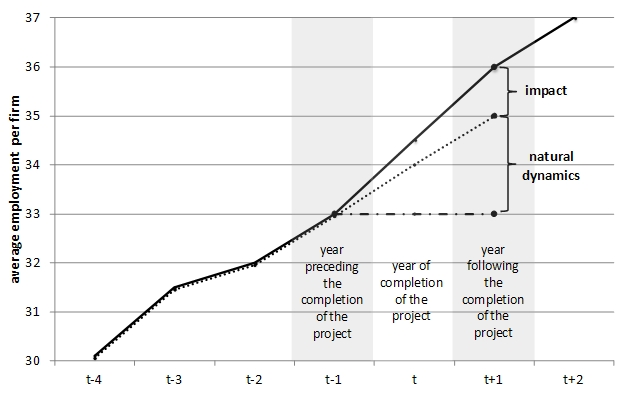 average employment per firm
37
36
35
34
33
32
31
30
impact
natural
dynamics
year
preceding
the
completion
of the
project
year of
completion
of the
project
year
following
the
completion
of the
project
t-4
t-3
t-2
t-1
t
t+1
t+2